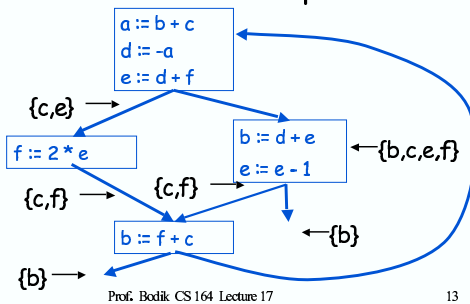 a := b + c
d := -a
e := d + f
{c,e}
f := 2 * e
b := d + e
e := e - 1
{b,c,e,f}
{c,f}
{c,f}
b := f + c
{b}
{b}
Prof. Bodik CS 164 Lecture 17
13